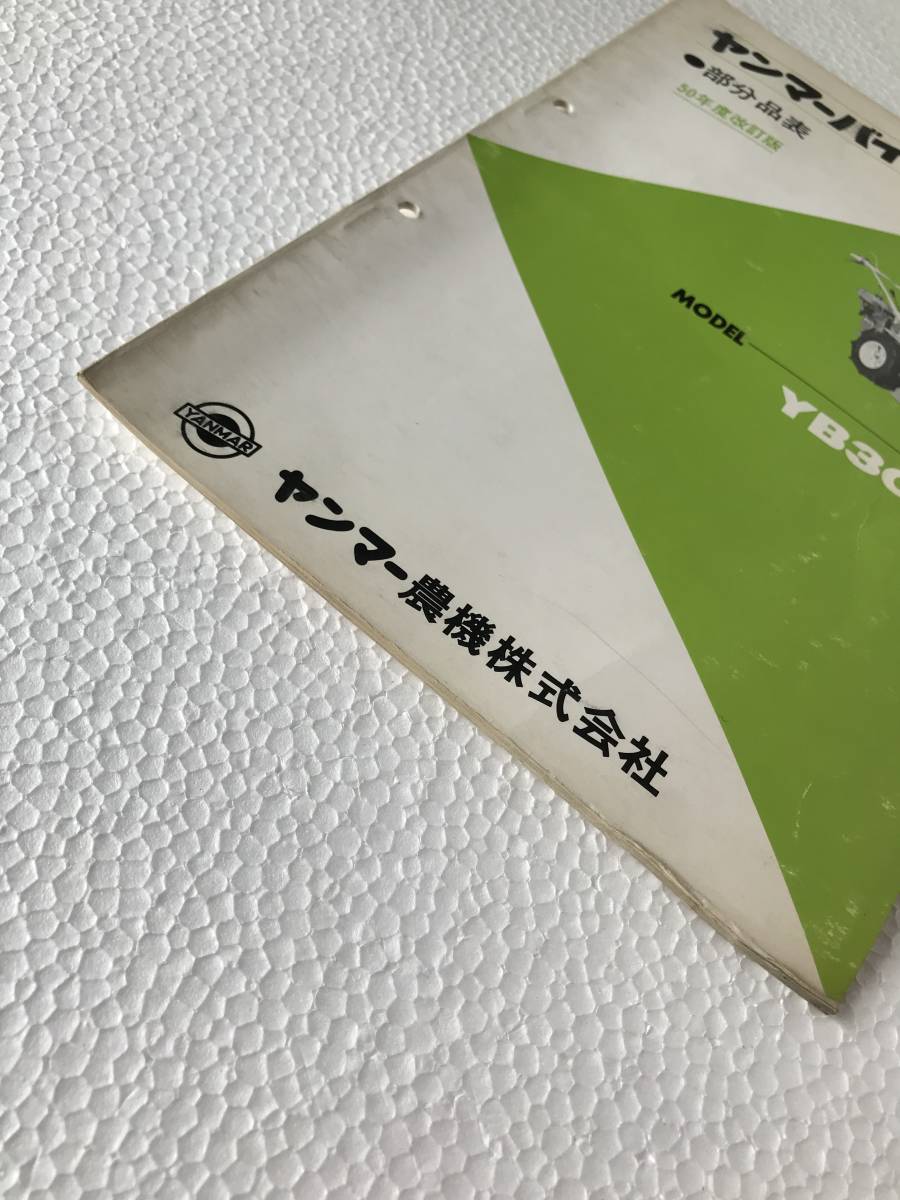 ヤンマーバイ
●部分品表
50年度改訂版
MODEL
YB30
YANMAR
ヤンマー農機株式会社